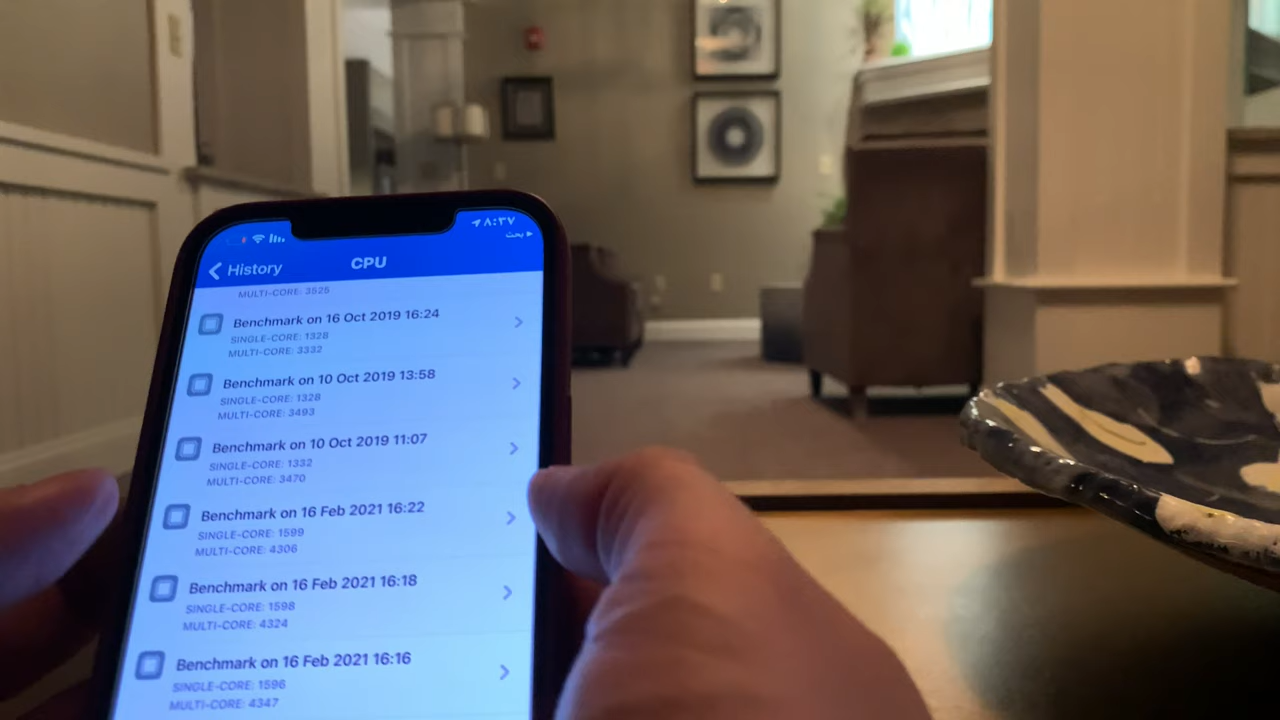 ٨:٣٧
بحث
History
CPU
MULTI-CORE: 3525
Benchmark on 16 Oct 2019 16:24
SINGLE-CORE: 1328
MULTI-CORE: 3332
Benchmark on 10 Oct 2019 13:58
SINGLE-CORE: 1328
MULTI-CORE: 3493
Benchmark on 10 Oct 2019 11:07
SINGLE-CORE: 1332
MULTI-CORE: 3470
Benchmark on 16 Feb 2021 16:22
SINGLE-CORE: 1599
MULTI-CORE: 4306
Benchmark on 16 Feb 2021 16:18
SINGLE-CORE: 1598
MULTI-CORE: 4324
Benchmark on 16 Feb 2021 16:16
SINGLE-CORE: 1596
MULTI-CORE: 4347